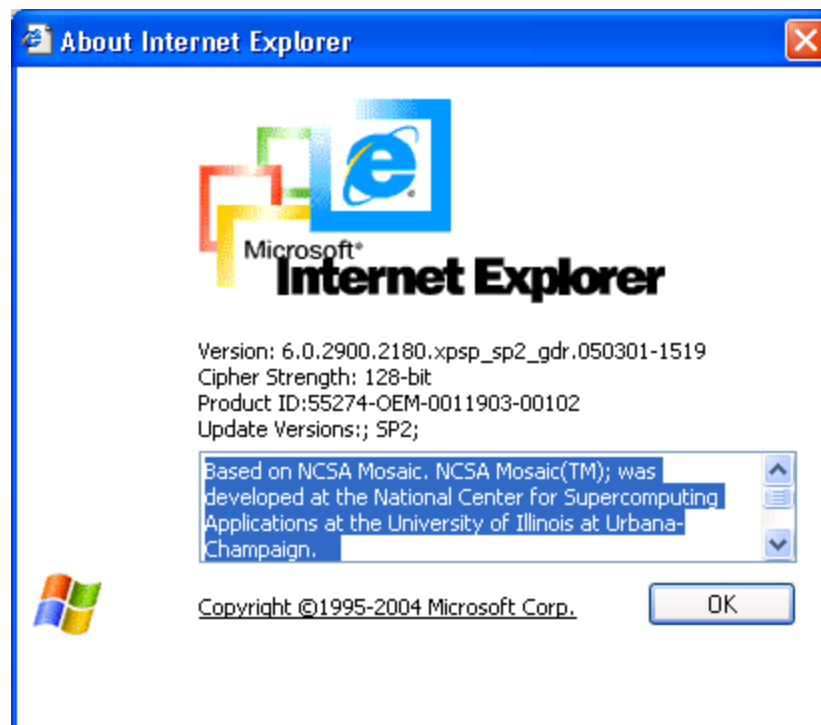 About Internet Explorer
Microsoft®
Internet Explorer
Version: 6.0.2900.2180.xpsp_sp2_gdr.050301-1519
Cipher Strength: 128-bit
Product ID:55274-OEM-0011903-00102
Update Versions:; SP2;
Based on NCSA Mosaic. NCSA Mosaic(TM); was
developed at the National Center for Supercomputing
Applications at the University of Illinois at Urbana-
Champaign.
Copyright ©1995-2004 Microsoft Corp.
OK